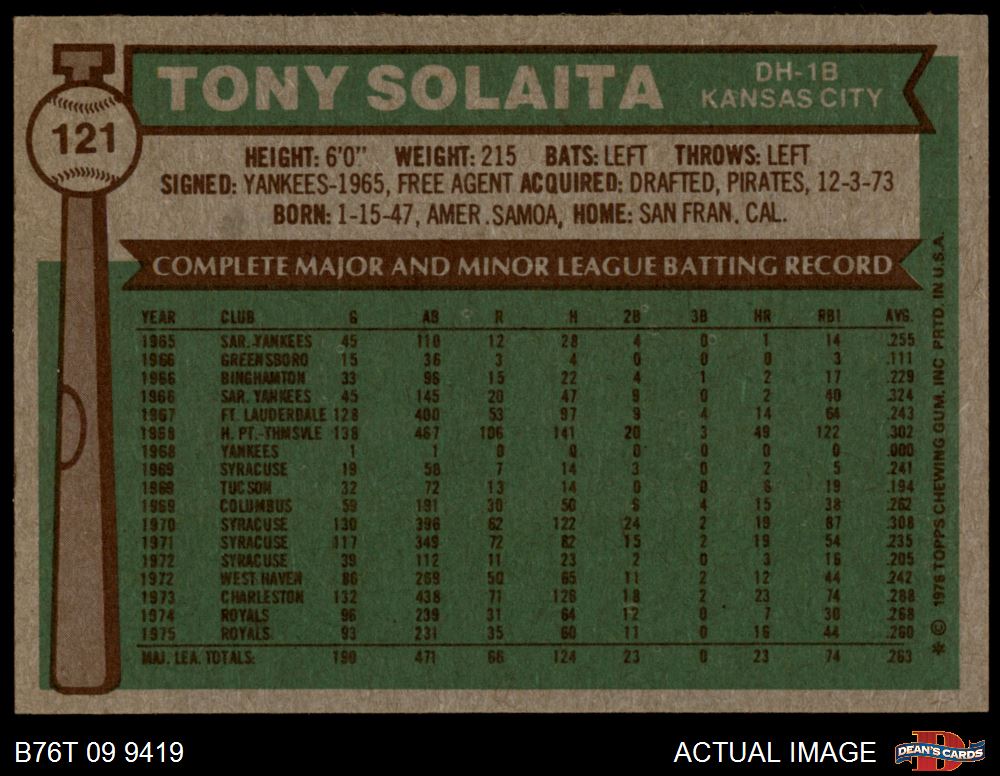 TONY SOLAITA
DH-1B
KANSAS CITY
121
HEIGHT: 6'0" WEIGHT: 215 BATS: LEFT THROWS: LEFT
SIGNED: YANKEES-1965, FREE AGENT ACQUIRED: DRAFTED, PIRATES, 12-3-73
BORN: 1-15-47, AMER. SAMOA, HOME: SAN FRAN. CAL.
COMPLETE MAJOR AND MINOR LEAGUE BATTING RECORD
YEAR CLUB G AB R H 2B 3B HR RBI AVG.
1965 SAR. YANKEES 45 110 12 28 4 0 1 14 .255
1966 GREENSBORO 15 36 3 4 0 0 0 3 .111
1966 BINGHAMTON 33 96 15 22 4 1 2 17 .229
1966 SAR. YANKEES 45 145 20 47 9 0 2 40 .324
1967 FT. LAUDERDALE 128 400 53 97 9 4 14 64 .243
1968 H. PT.-THMSVLE 138 467 106 141 20 3 49 122 .302
1968 YANKEES 1 1 0 0 0 0 0 0 .000
1969 SYRACUSE 19 58 7 14 3 0 2 5 .241
1969 TUCSON 32 72 13 14 0 0 6 19 .194
1969 COLUMBUS 59 191 30 50 6 4 15 38 .262
1970 SYRACUSE 130 396 62 122 24 2 19 87 .308
1971 SYRACUSE 117 349 72 82 15 2 19 54 .235
1972 SYRACUSE 39 112 11 23 2 0 3 16 .205
1972 WEST HAVEN 86 269 50 65 11 2 12 44 .242
1973 CHARLESTON 132 438 71 126 18 2 23 74 .288
1974 ROYALS 96 239 31 64 12 0 7 30 .268
1975 ROYALS 93 231 35 60 11 0 16 44 .260
MAJ. LEA. TOTALS: 190 471 66 124 23 0 23 74 .263
* © 1976 TOPPS CHEWING GUM, INC PRTD IN U.S.A.
B76T 09 9419
ACTUAL IMAGE
DEAN'S CARDS